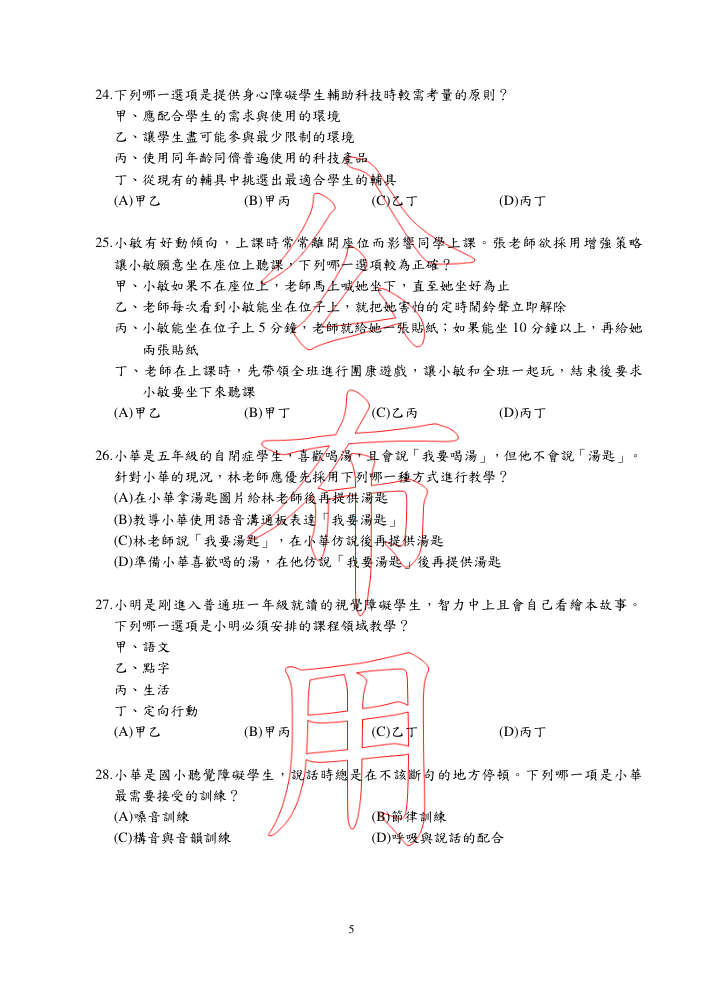 24.下列哪一選項是提供身心障礙學生輔助科技時較需考量的原則？
甲、應配合學生的需求與使用的環境
乙、讓學生盡可能參與最少限制的環境
丙、使用同年齡同儕普遍使用的科技產品
丁、從現有的輔具中挑選出最適合學生的輔具
(A)甲乙 (B)甲丙 (C)乙丁 (D)丙丁
25.小敏有好動傾向，上課時常常離開座位而影響同學上課。張老師欲採用增強策略
讓小敏願意坐在座位上聽課，下列哪一選項較為正確？
甲、小敏如果不在座位上，老師馬上喊她坐下，直至她坐好為止
乙、老師每次看到小敏能坐在位子上，就把她害怕的定時鬧鈴聲立即解除
丙、小敏能坐在位子上 5 分鐘，老師就給她一張貼紙；如果能坐 10 分鐘以上，再給她
兩張貼紙
丁、老師在上課時，先帶領全班進行團康遊戲，讓小敏和全班一起玩，結束後要求
小敏要坐下來聽課
(A)甲乙 (B)甲丁 (C)乙丙 (D)丙丁
26.小華是五年級的自閉症學生，喜歡喝湯，且會說「我要喝湯」，但他不會說「湯匙」。
針對小華的現況，林老師應優先採用下列哪一種方式進行教學？
(A)在小華拿湯匙圖片給林老師後再提供湯匙
(B)教導小華使用語音溝通板表達「我要湯匙」
(C)林老師說「我要湯匙」，在小華仿說後再提供湯匙
(D)準備小華喜歡喝的湯，在他仿說「我要湯匙」後再提供湯匙
27.小明是剛進入普通班一年級就讀的視覺障礙學生，智力中上且會自己看繪本故事。
下列哪一選項是小明必須安排的課程領域教學？
甲、語文
乙、點字
丙、生活
丁、定向行動
(A)甲乙 (B)甲丙 (C)乙丁 (D)丙丁
28.小華是國小聽覺障礙學生，說話時總是在不該斷句的地方停頓。下列哪一項是小華
最需要接受的訓練？
(A)嗓音訓練 (B)節律訓練
(C)構音與音韻訓練 (D)呼吸與說話的配合
5
公布用